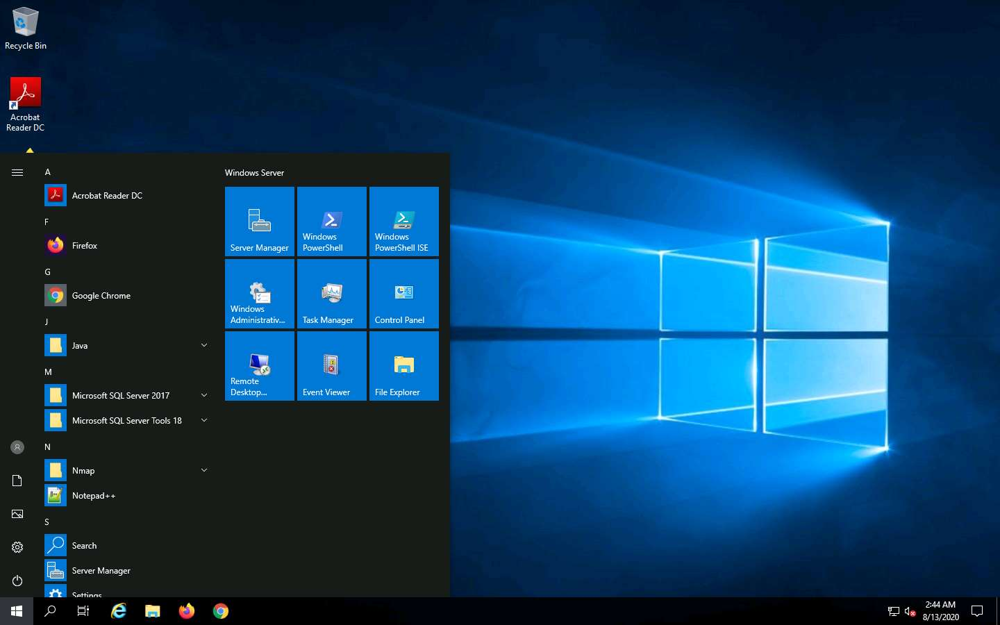 Recycle Bin
Acrobat
Reader DC
A
Acrobat Reader DC
F
Firefox
G
Google Chrome
J
Java
M
Microsoft SQL Server 2017
Microsoft SQL Server Tools 18
N
Nmap
Notepad++
S
Search
Server Manager
Settings
Windows Server
Server Manager
Windows
PowerShell
Windows
PowerShell ISE
Windows
Administrativ...
Task Manager
Control Panel
Remote
Desktop...
Event Viewer
File Explorer
2:44 AM
8/13/2020